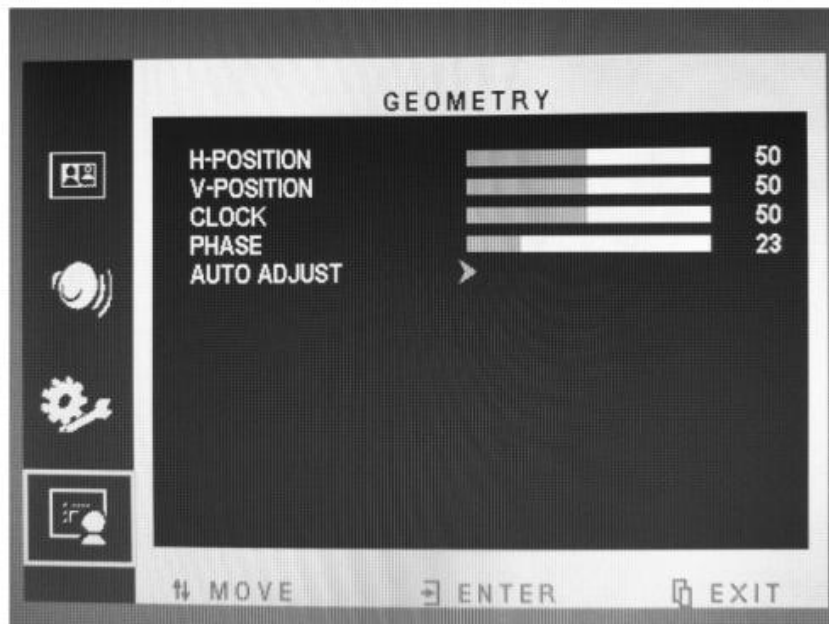 GEOMETRY
H-POSITION 50
V-POSITION 50
CLOCK 50
PHASE 23
AUTO ADJUST
MOVE ENTER EXIT